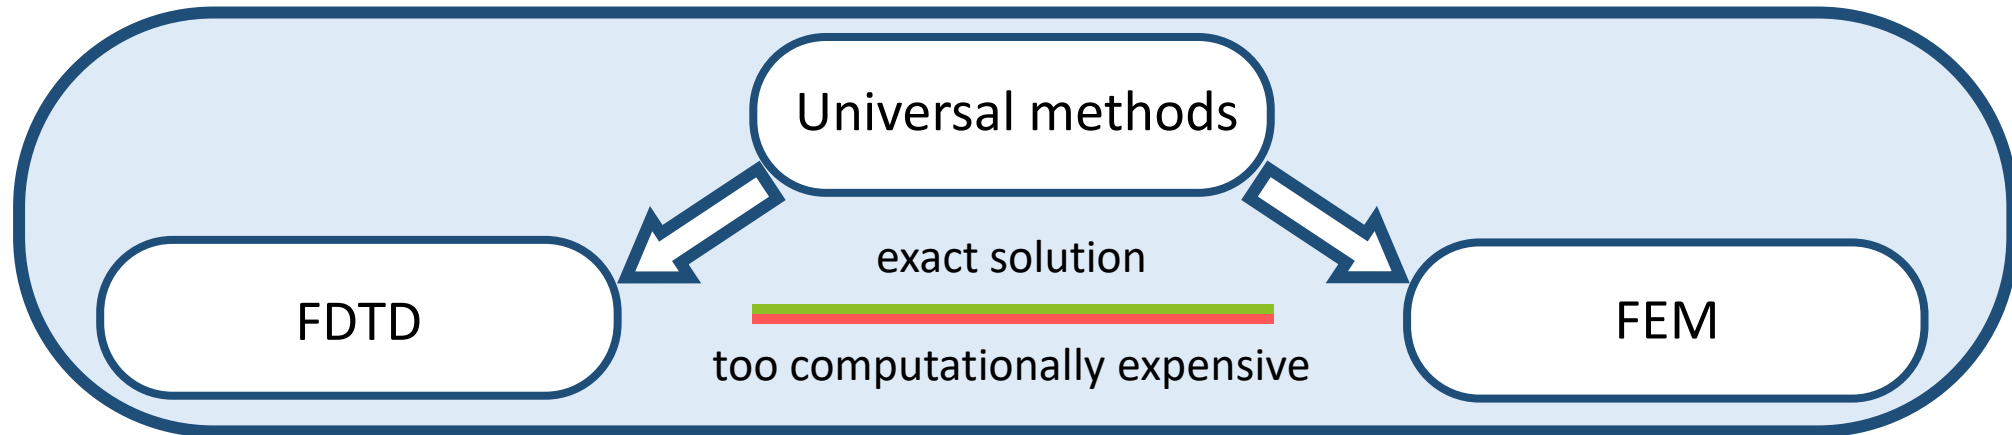 Universal methods
exact solution
FDTD
FEM
too computationally expensive